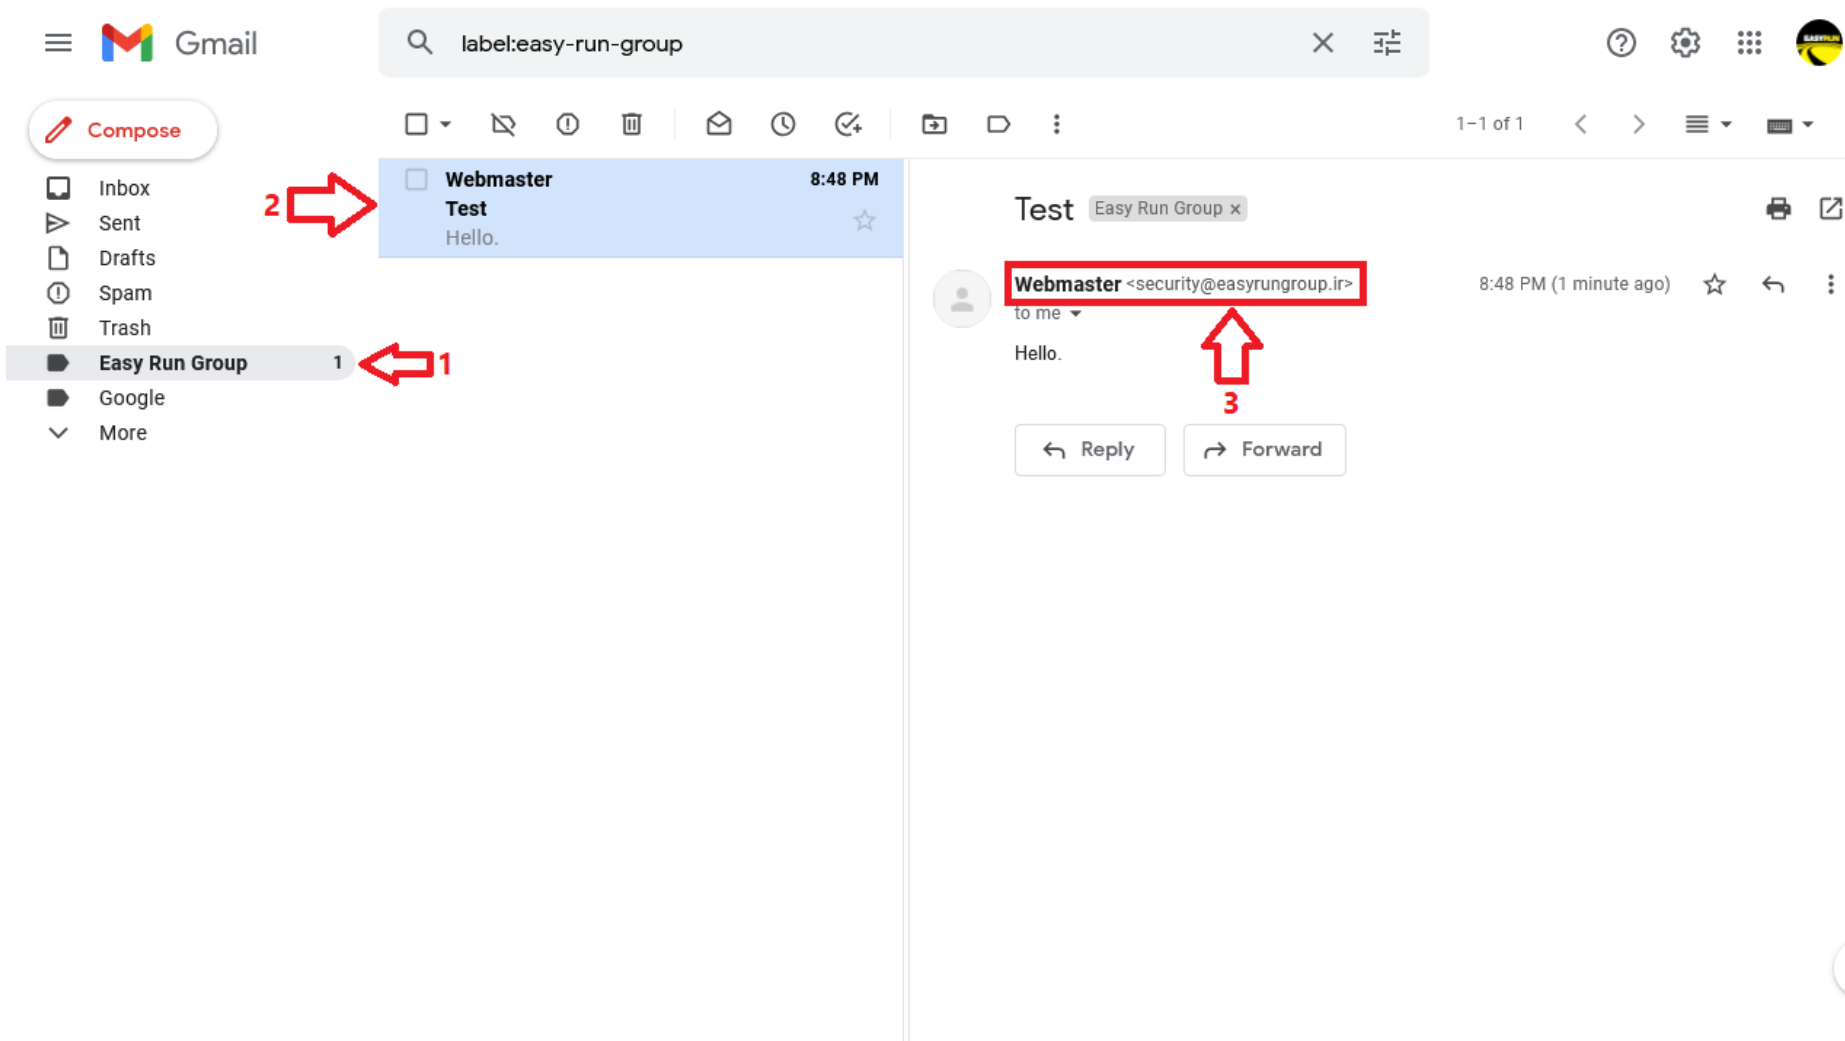 Gmail
label:easy-run-group
EASYRUN
Compose
1–1 of 1
Inbox
Sent
Drafts
Spam
Trash
Easy Run Group 1
Google
More
1
2
Webmaster 8:48 PM
Test
Hello.
Test Easy Run Group ×
Webmaster <security@easyrungroup.ir> 8:48 PM (1 minute ago)
to me
Hello.
3
Reply Forward